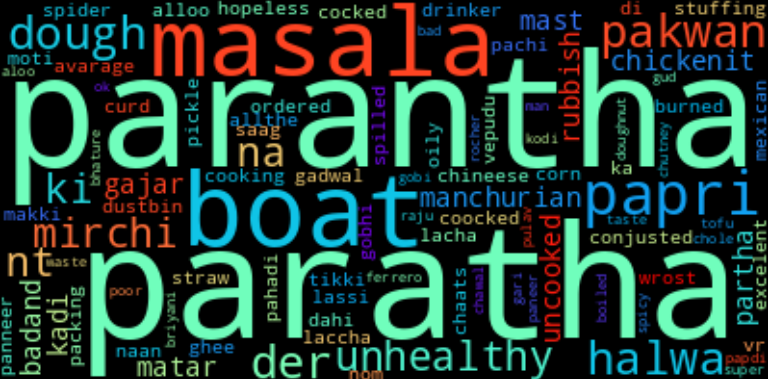 spider alloo hopeless cocked drinker di stuffing
dough masala bad mast pakwan
moti avarage pachi rubbish chickenit
aloo parantha gud
ok curd pickle ordered spilled man burned mexican
allthe oily rocher vepudu kodi doughnut chutney
bhature saag na ka
ki gajar cooking gadwal gobi chineese corn
boat manchurian papri
makki dustbin raju coocked taste tofu
mirchi gobhi lacha pulav uncooked conjusted chole
nt waste paratha partha excelent
straw pahadi tikki ferrero chaats chawal gari paneer boiled spicy wrost
panneer badand kadi packing poor briyani lassi
dahi
naan ghee laccha vr
matar der unhealthy halwa papdi
nom super